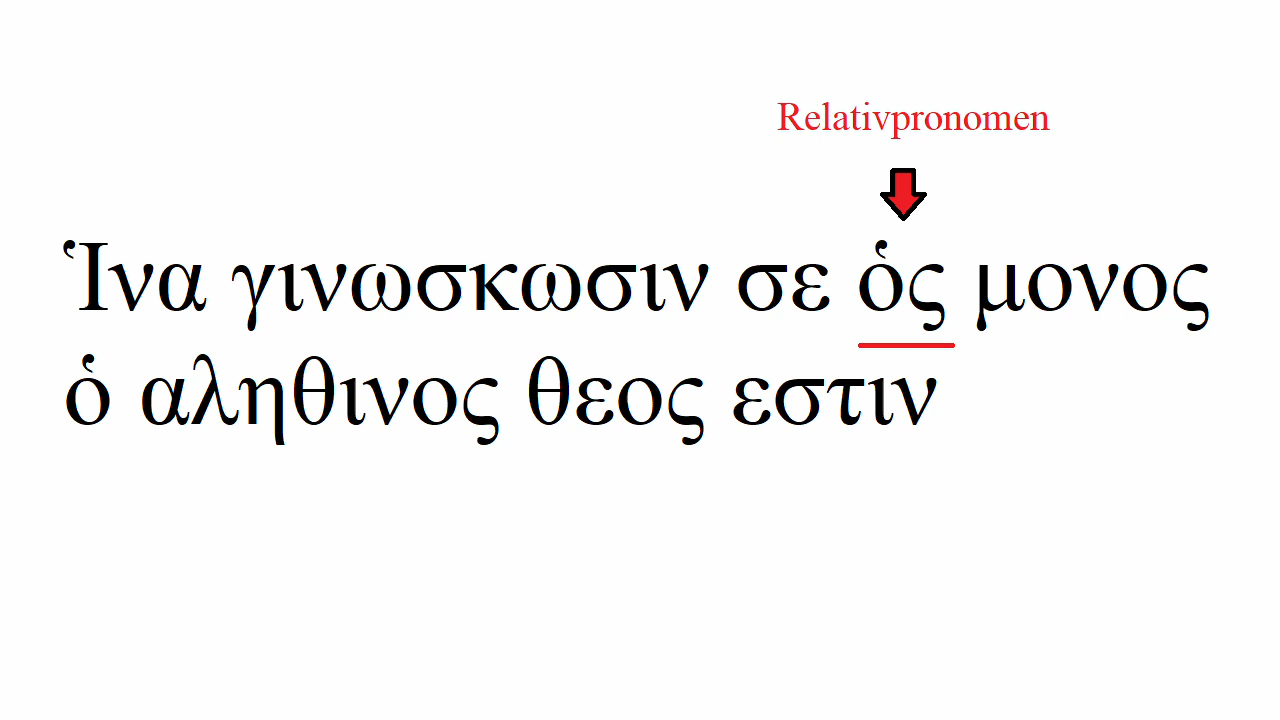 Relativpronomen
Ἱνα γινωσκωσιν σε ὁς μονος
ὁ αληθινος θεος εστιν